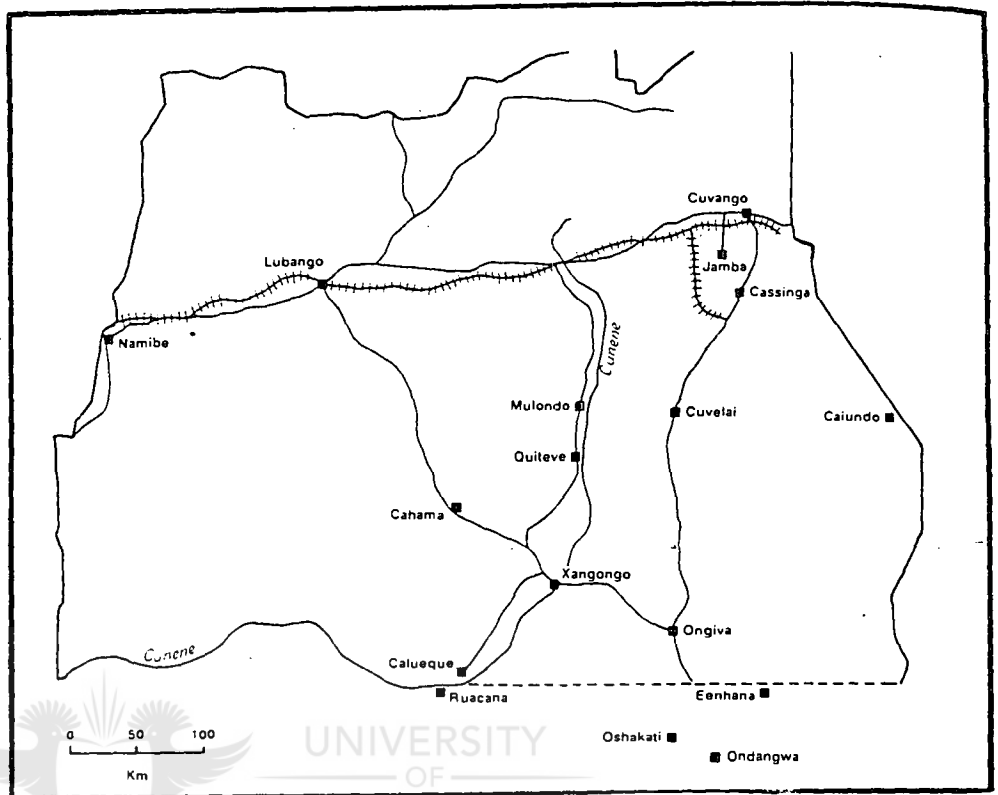 Cuvango
Lubango
Jamba
Cassinga
Namibe
Cunene
Mulondo
Cuvelai
Caiundo
Quiteve
Cahama
Xangongo
Ongiva
Cunene
Calueque
Ruacana
Eenhana
0 50 100
Km
Oshakati
Ondangwa
UNIVERSITY
OF